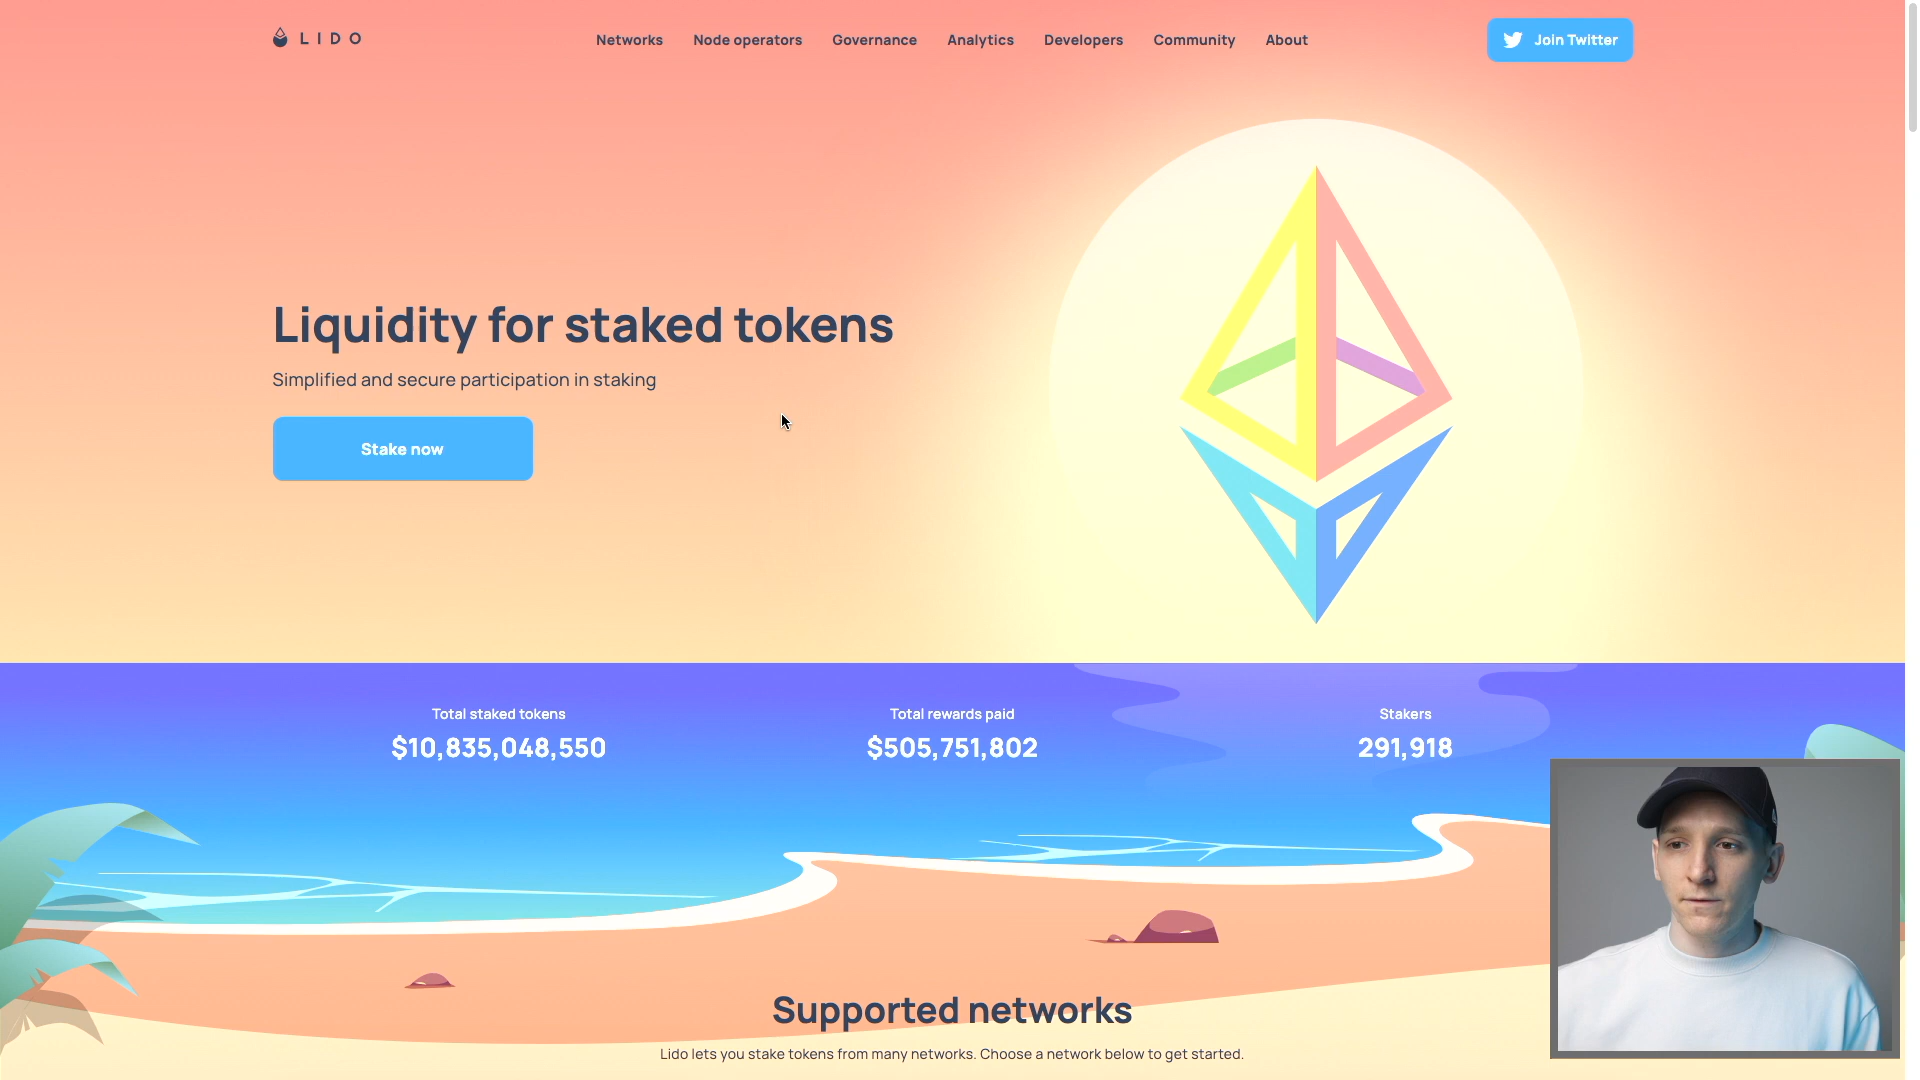 LIDO
Networks
Node operators
Governance
Analytics
Developers
Community
About
Join Twitter
Liquidity for staked tokens
Simplified and secure participation in staking
Stake now
Total staked tokens
$10,835,048,550
Total rewards paid
$505,751,802
Stakers
291,918
Supported networks
Lido lets you stake tokens from many networks. Choose a network below to get started.